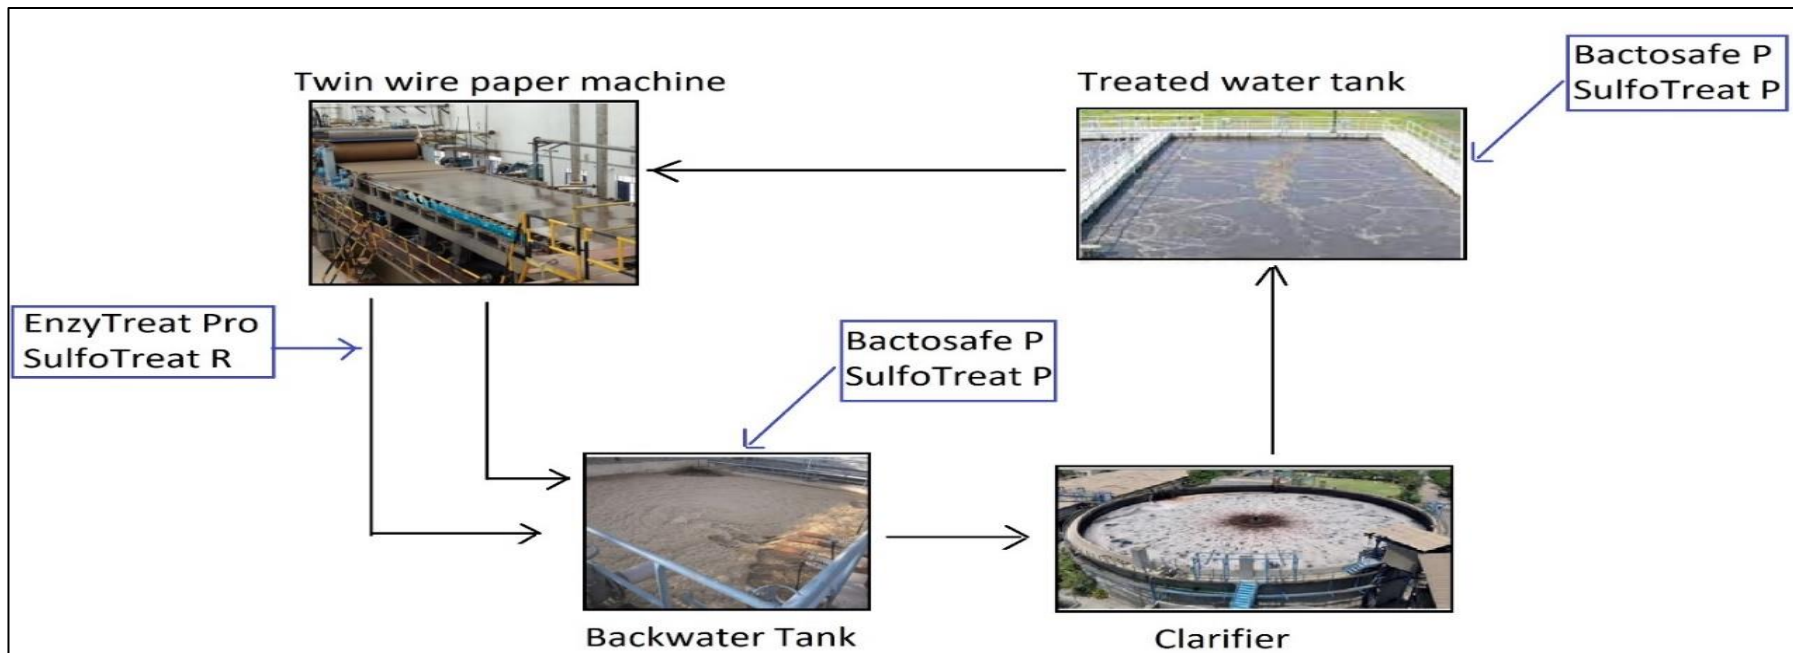 Twin wire paper machine
Treated water tank
Bactosafe P
SulfoTreat P
EnzyTreat Pro
SulfoTreat R
Bactosafe P
SulfoTreat P
Backwater Tank
Clarifier